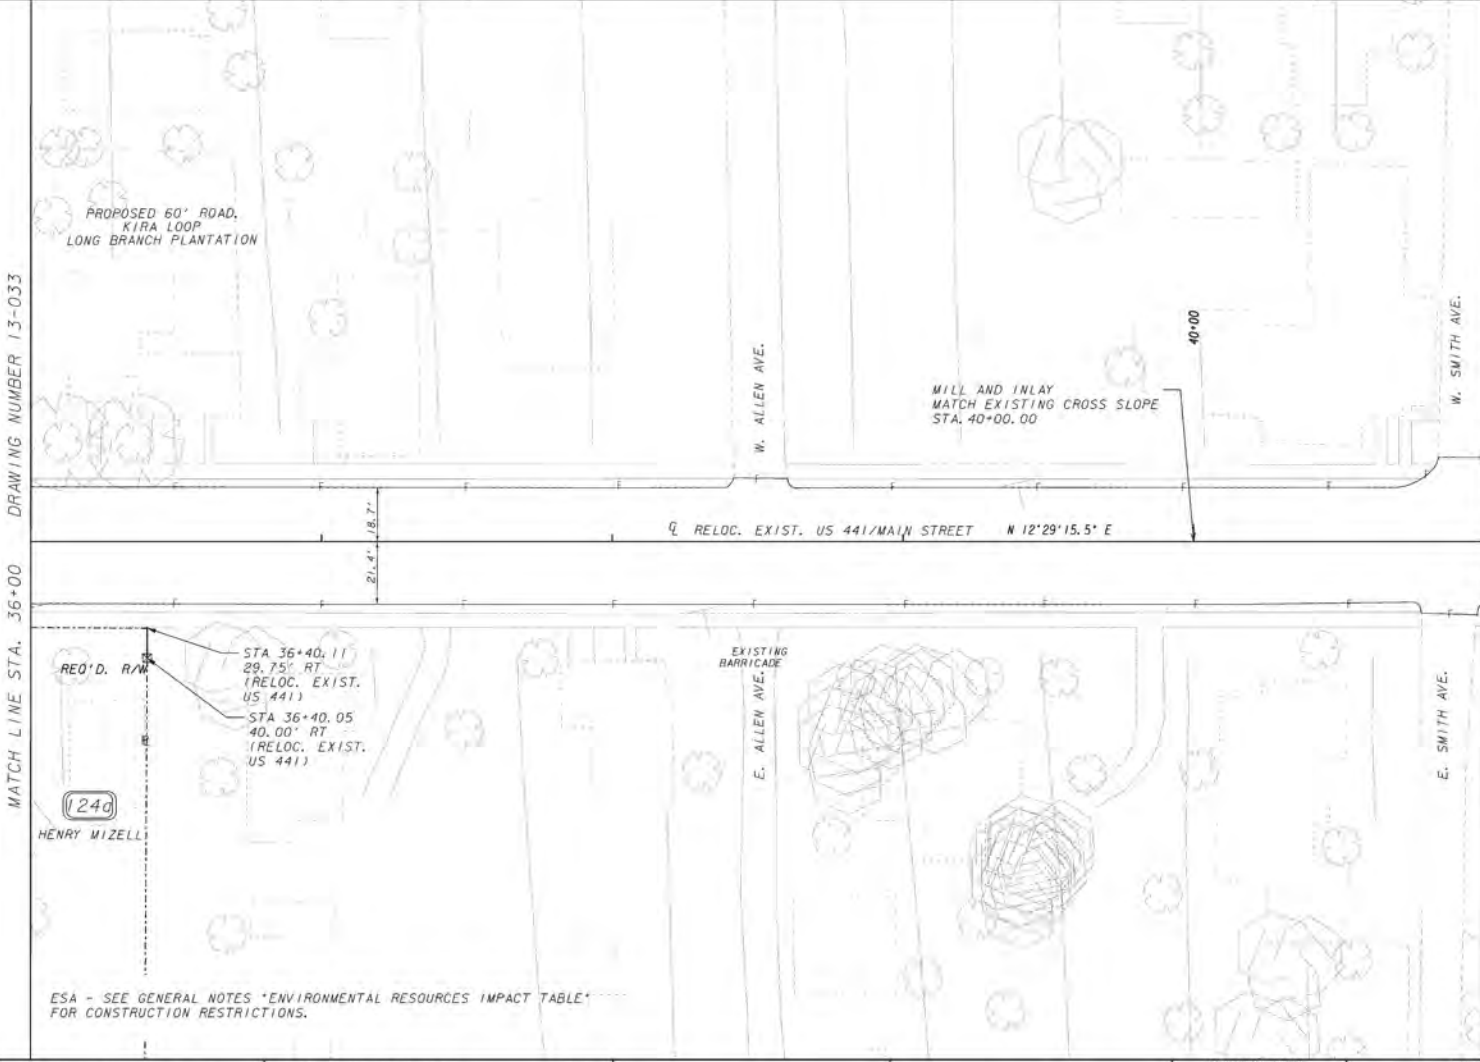 PROPOSED 60' ROAD,
KIRA LOOP
LONG BRANCH PLANTATION
DRAWING NUMBER 13-033
MATCH LINE STA. 36+00
W. ALLEN AVE.
MILL AND INLAY
MATCH EXISTING CROSS SLOPE
STA. 40+00.00
40+00
W. SMITH AVE.
18.7'
21.4'
℄ RELOC. EXIST. US 441/MAIN STREET N 12°29'15.5" E
REQ'D. R/W
STA 36+40.11
29.75' RT
(RELOC. EXIST.
US 441)
STA 36+40.05
40.00' RT
(RELOC. EXIST.
US 441)
EXISTING
BARRICADE
E. ALLEN AVE.
E. SMITH AVE.
124a
HENRY MIZELL
ESA - SEE GENERAL NOTES "ENVIRONMENTAL RESOURCES IMPACT TABLE"
FOR CONSTRUCTION RESTRICTIONS.